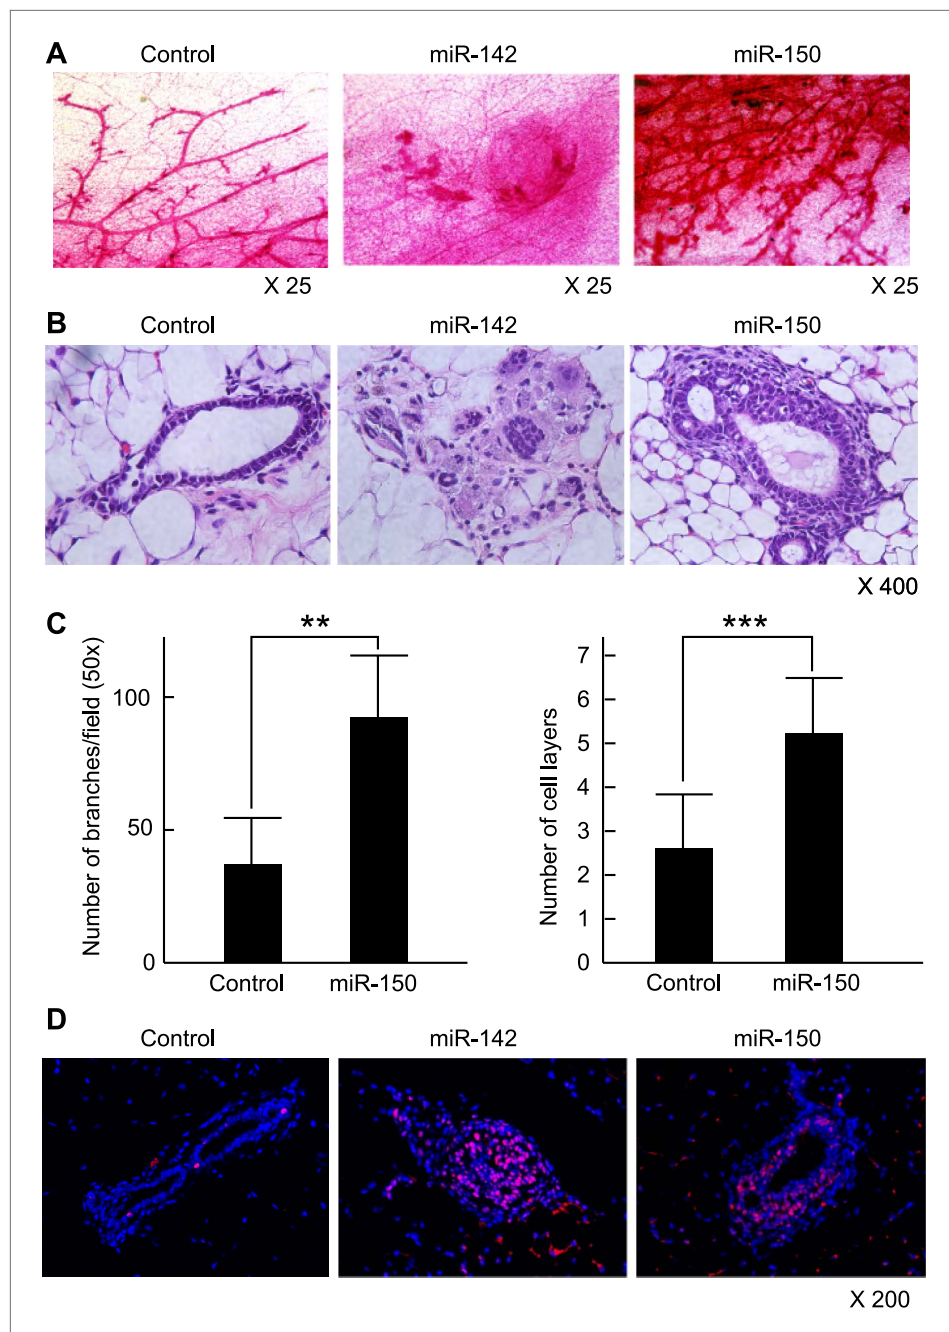 A
Control miR-142 miR-150
X 25 X 25 X 25
B
Control miR-142 miR-150
X 400
C
**
Number of branches/field (50x)
100
50
0
Control miR-150
***
Number of cell layers
7
6
5
4
3
2
1
0
Control miR-150
D
Control miR-142 miR-150
X 200